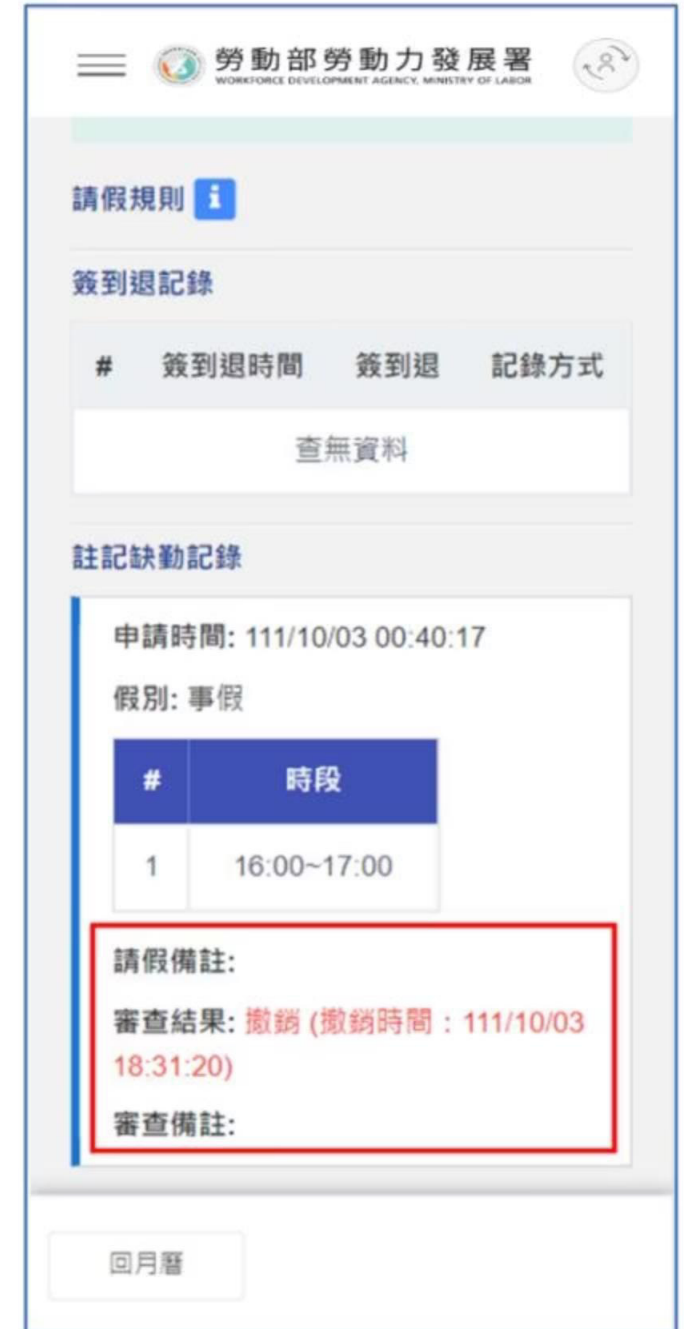 勞動部勞動力發展署
WORKFORCE DEVELOPMENT AGENCY, MINISTRY OF LABOR
請假規則 i
簽到退記錄
# 簽到退時間 簽到退 記錄方式
查無資料
註記缺勤記錄
申請時間: 111/10/03 00:40:17
假別: 事假
# 時段
1 16:00~17:00
請假備註:
審查結果: 撤銷 (撤銷時間：111/10/03
18:31:20)
審查備註:
回月曆